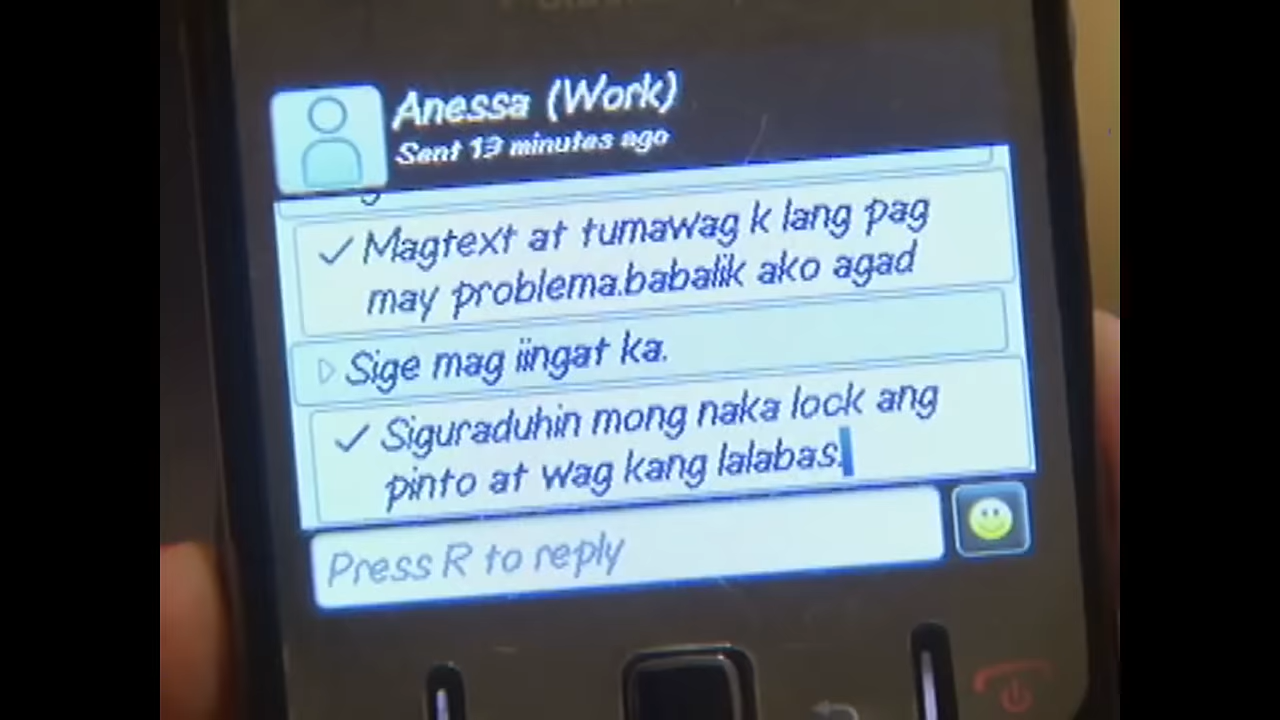 Anessa (Work)
Sent 13 minutes ago
Magtext at tumawag k lang pag
may problema.babalik ako agad
Sige mag iingat ka.
Siguraduhin mong naka lock ang
pinto at wag kang lalabas.
Press R to reply